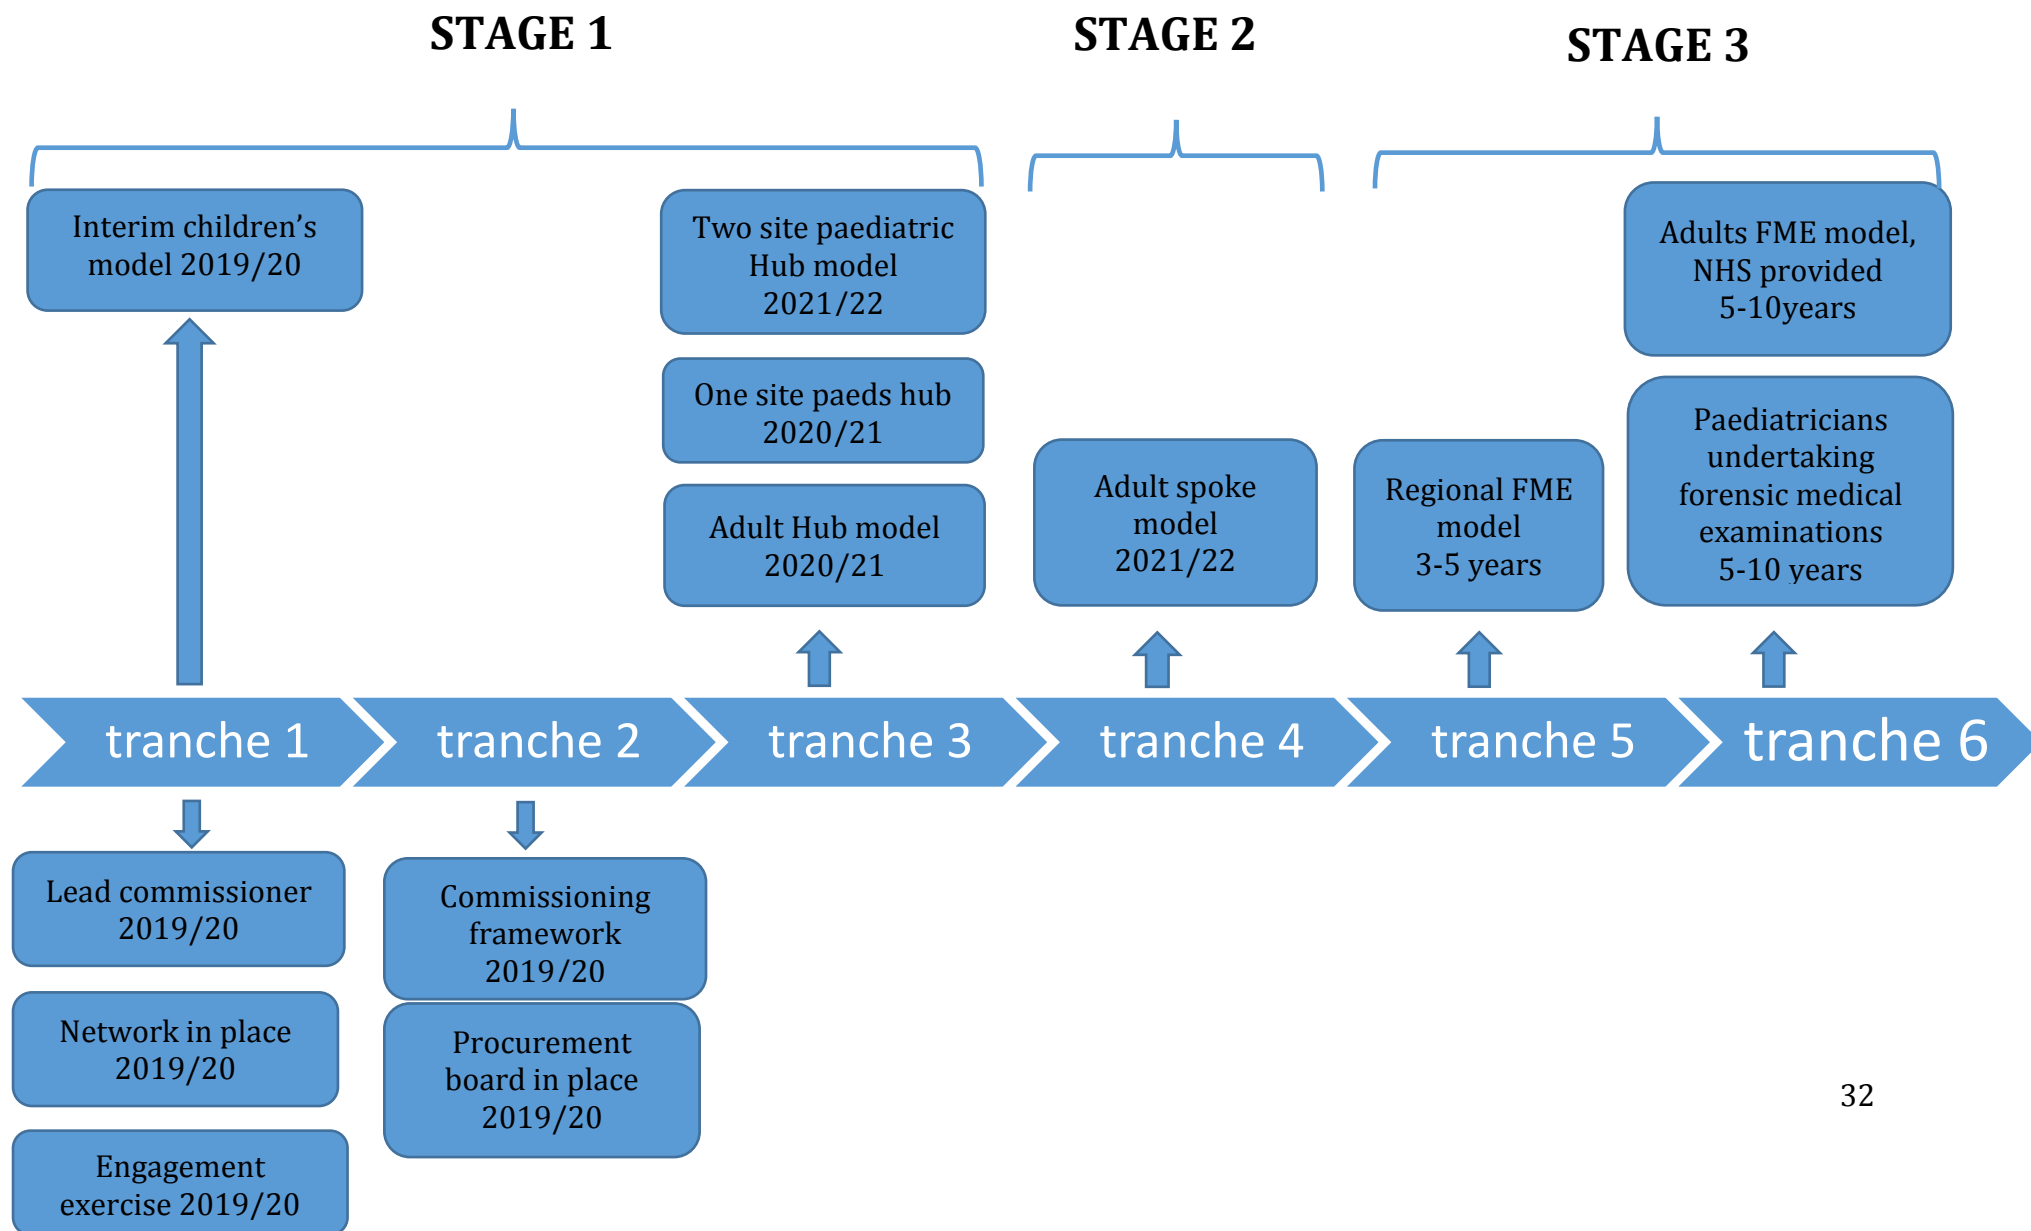 STAGE 1
STAGE 2
STAGE 3
Interim children’s
model 2019/20
Two site paediatric
Hub model
2021/22
One site paeds hub
2020/21
Adult Hub model
2020/21
Adult spoke
model
2021/22
Regional FME
model
3-5 years
Adults FME model,
NHS provided
5-10years
Paediatricians
undertaking
forensic medical
examinations
5-10 years
tranche 1
tranche 2
tranche 3
tranche 4
tranche 5
tranche 6
Lead commissioner
2019/20
Network in place
2019/20
Engagement
exercise 2019/20
Commissioning
framework
2019/20
Procurement
board in place
2019/20
32